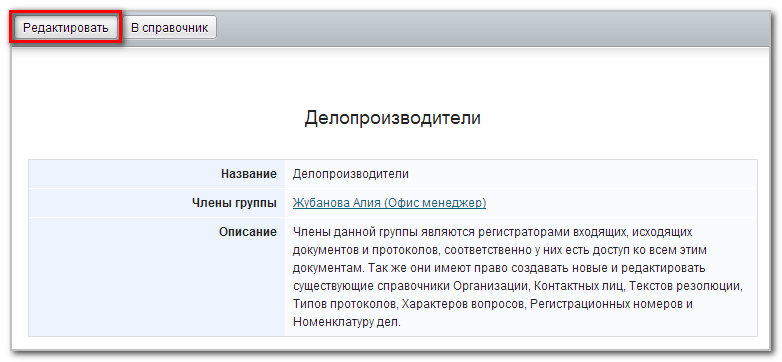 Редактировать
В справочник
Делопроизводители
Название
Делопроизводители
Члены группы
Жубанова Алия (Офис менеджер)
Описание
Члены данной группы являются регистраторами входящих, исходящих
документов и протоколов, соответственно у них есть доступ ко всем этим
документам. Так же они имеют право создавать новые и редактировать
существующие справочники Организации, Контактных лиц, Текстов резолюции,
Типов протоколов, Характеров вопросов, Регистрационных номеров и
Номенклатуру дел.